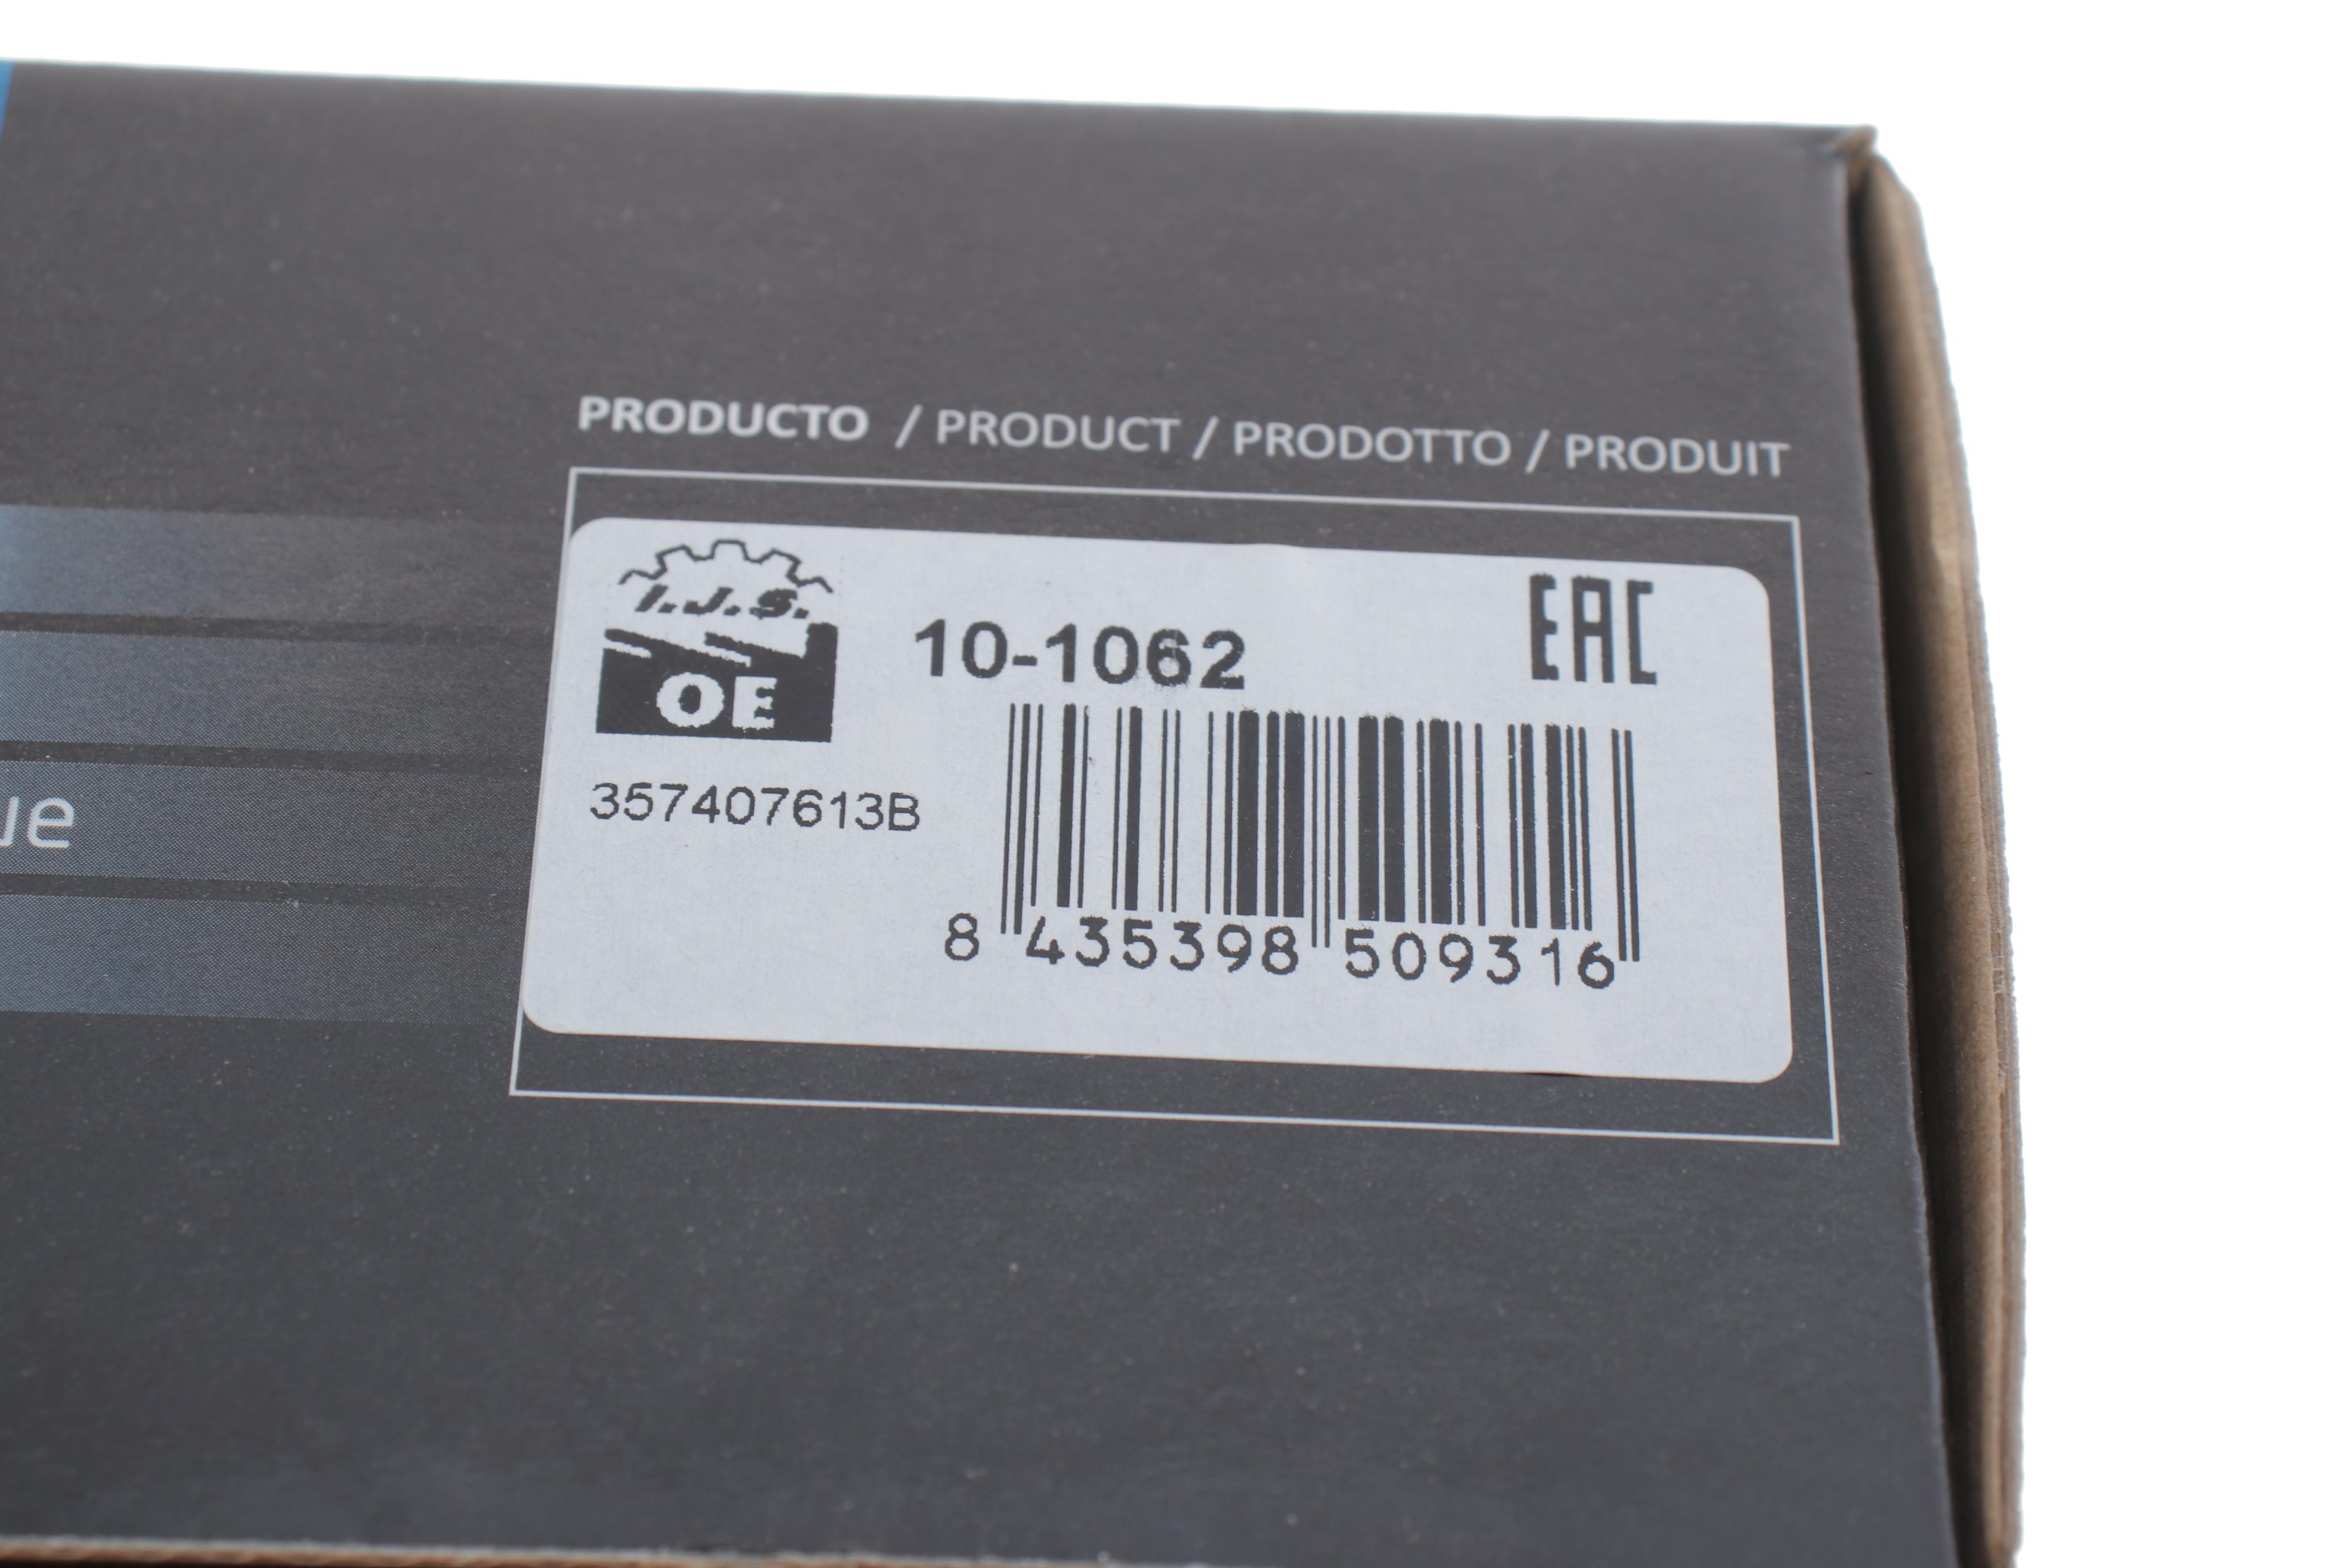 PRODUCTO / PRODUCT / PRODOTTO / PRODUIT
I.J.S.
OE
10-1062
EAC
357407613B
8 435398 509316
ue